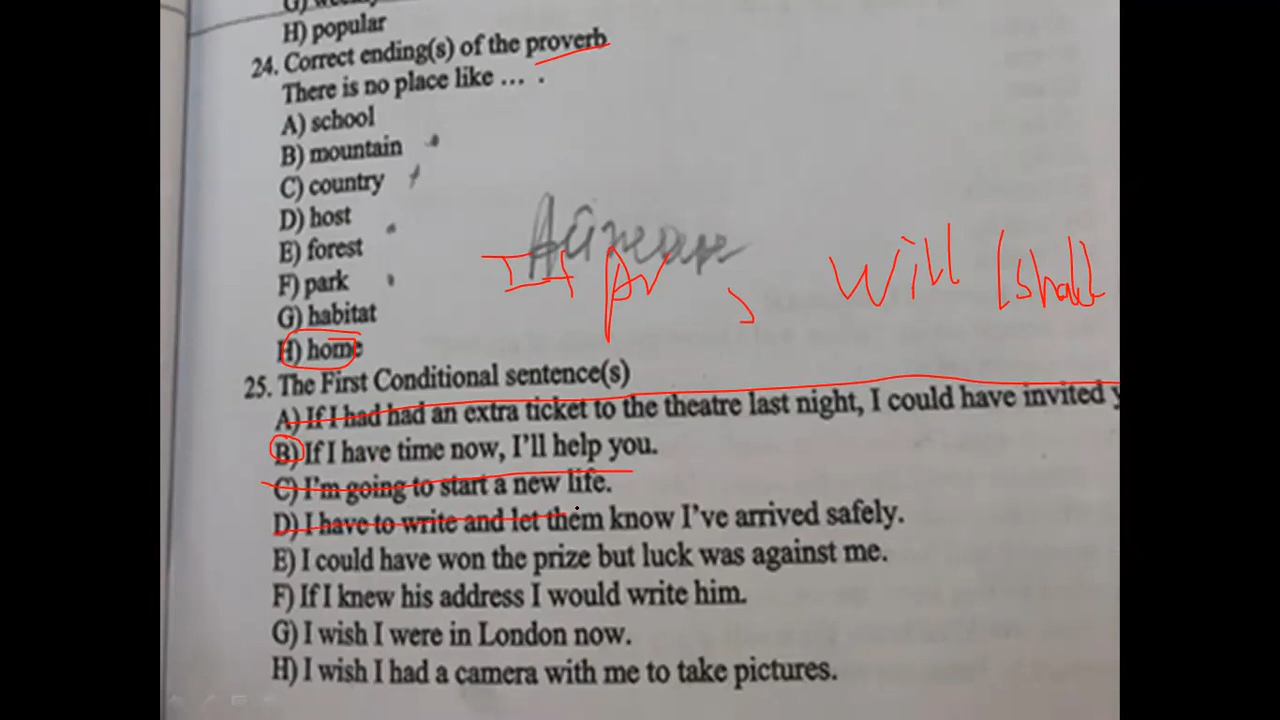 H) popular
24. Correct ending(s) of the proverb
There is no place like ... .
A) school
B) mountain
C) country
D) host
E) forest
F) park
G) habitat
H) home
If Pr , will (shall
25. The First Conditional sentence(s)
A) If I had had an extra ticket to the theatre last night, I could have invited
B) If I have time now, I'll help you.
C) I'm going to start a new life.
D) I have to write and let them know I've arrived safely.
E) I could have won the prize but luck was against me.
F) If I knew his address I would write him.
G) I wish I were in London now.
H) I wish I had a camera with me to take pictures.